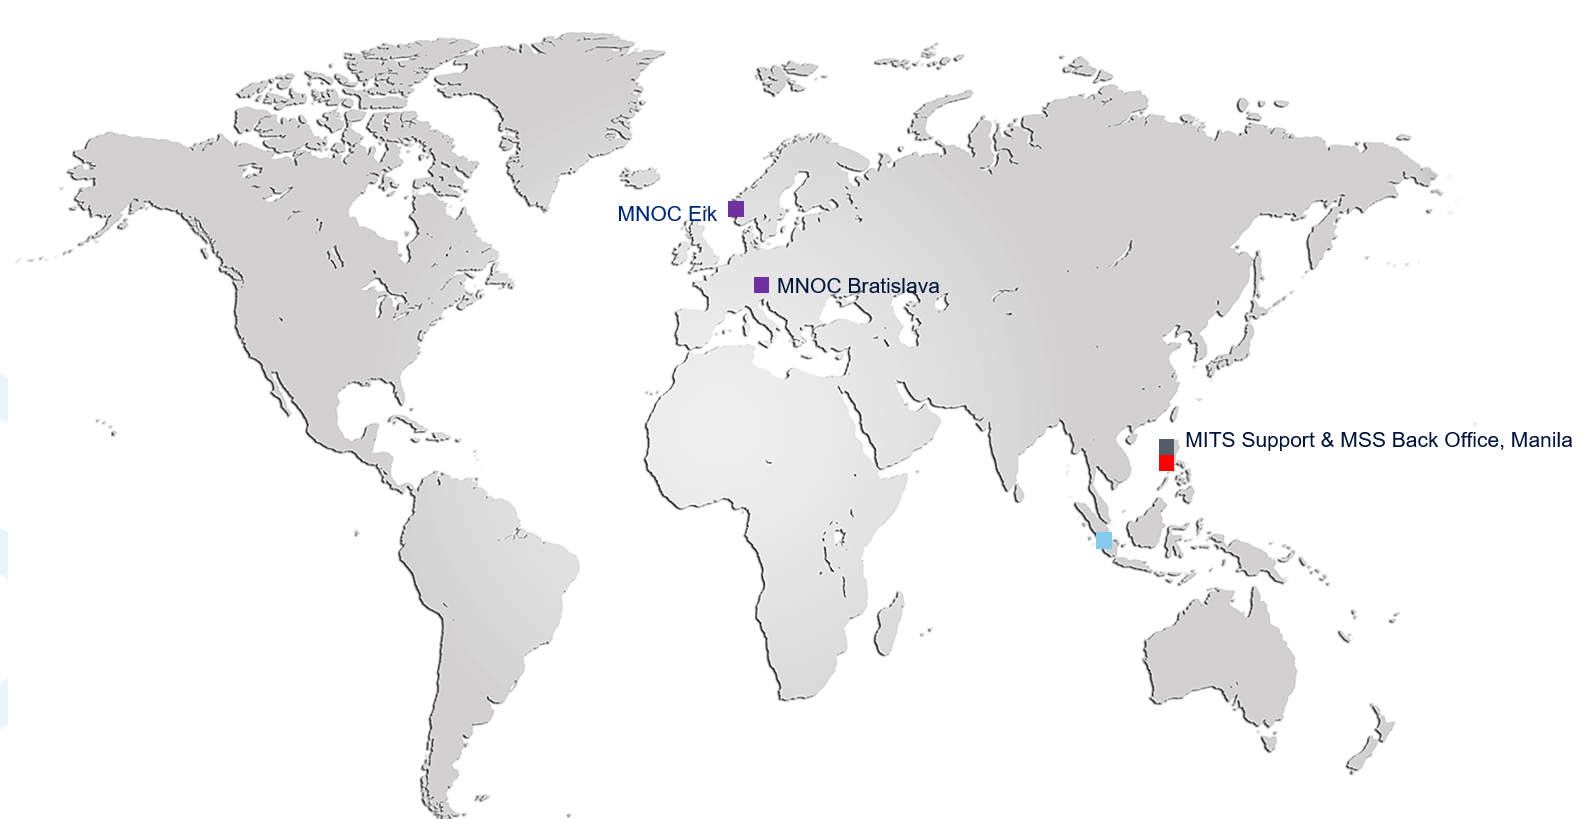 MNOC Eik
MNOC Bratislava
MITS Support & MSS Back Office, Manila